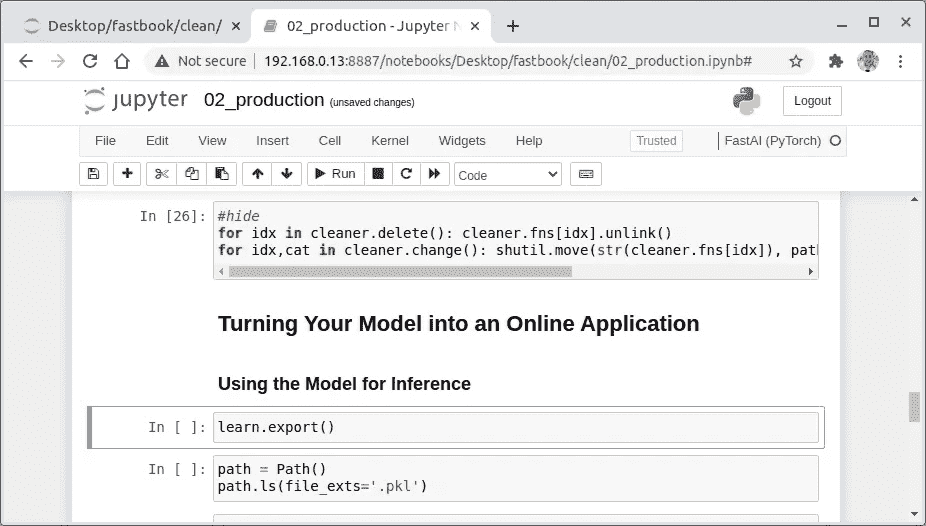 Desktop/fastbook/clean/
02_production - Jupyter N
Not secure
192.168.0.13:8887/notebooks/Desktop/fastbook/clean/02_production.ipynb#
jupyter 02_production (unsaved changes)
Logout
File Edit View Insert Cell Kernel Widgets Help
Trusted
FastAI (PyTorch)
Run
Code
In [26]:
#hide
for idx in cleaner.delete(): cleaner.fns[idx].unlink()
for idx,cat in cleaner.change(): shutil.move(str(cleaner.fns[idx]), path
Turning Your Model into an Online Application
Using the Model for Inference
In [ ]:
learn.export()
In [ ]:
path = Path()
path.ls(file_exts='.pkl')